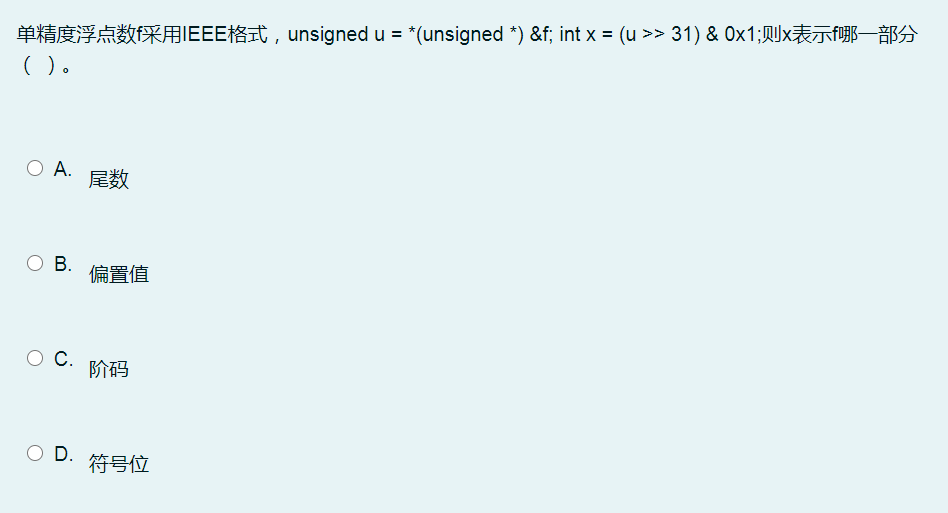 单精度浮点数f采用IEEE格式，unsigned u = *(unsigned *) &f; int x = (u >> 31) & 0x1;则x表示f哪一部分
（ ）。
A. 尾数
B. 偏置值
C. 阶码
D. 符号位